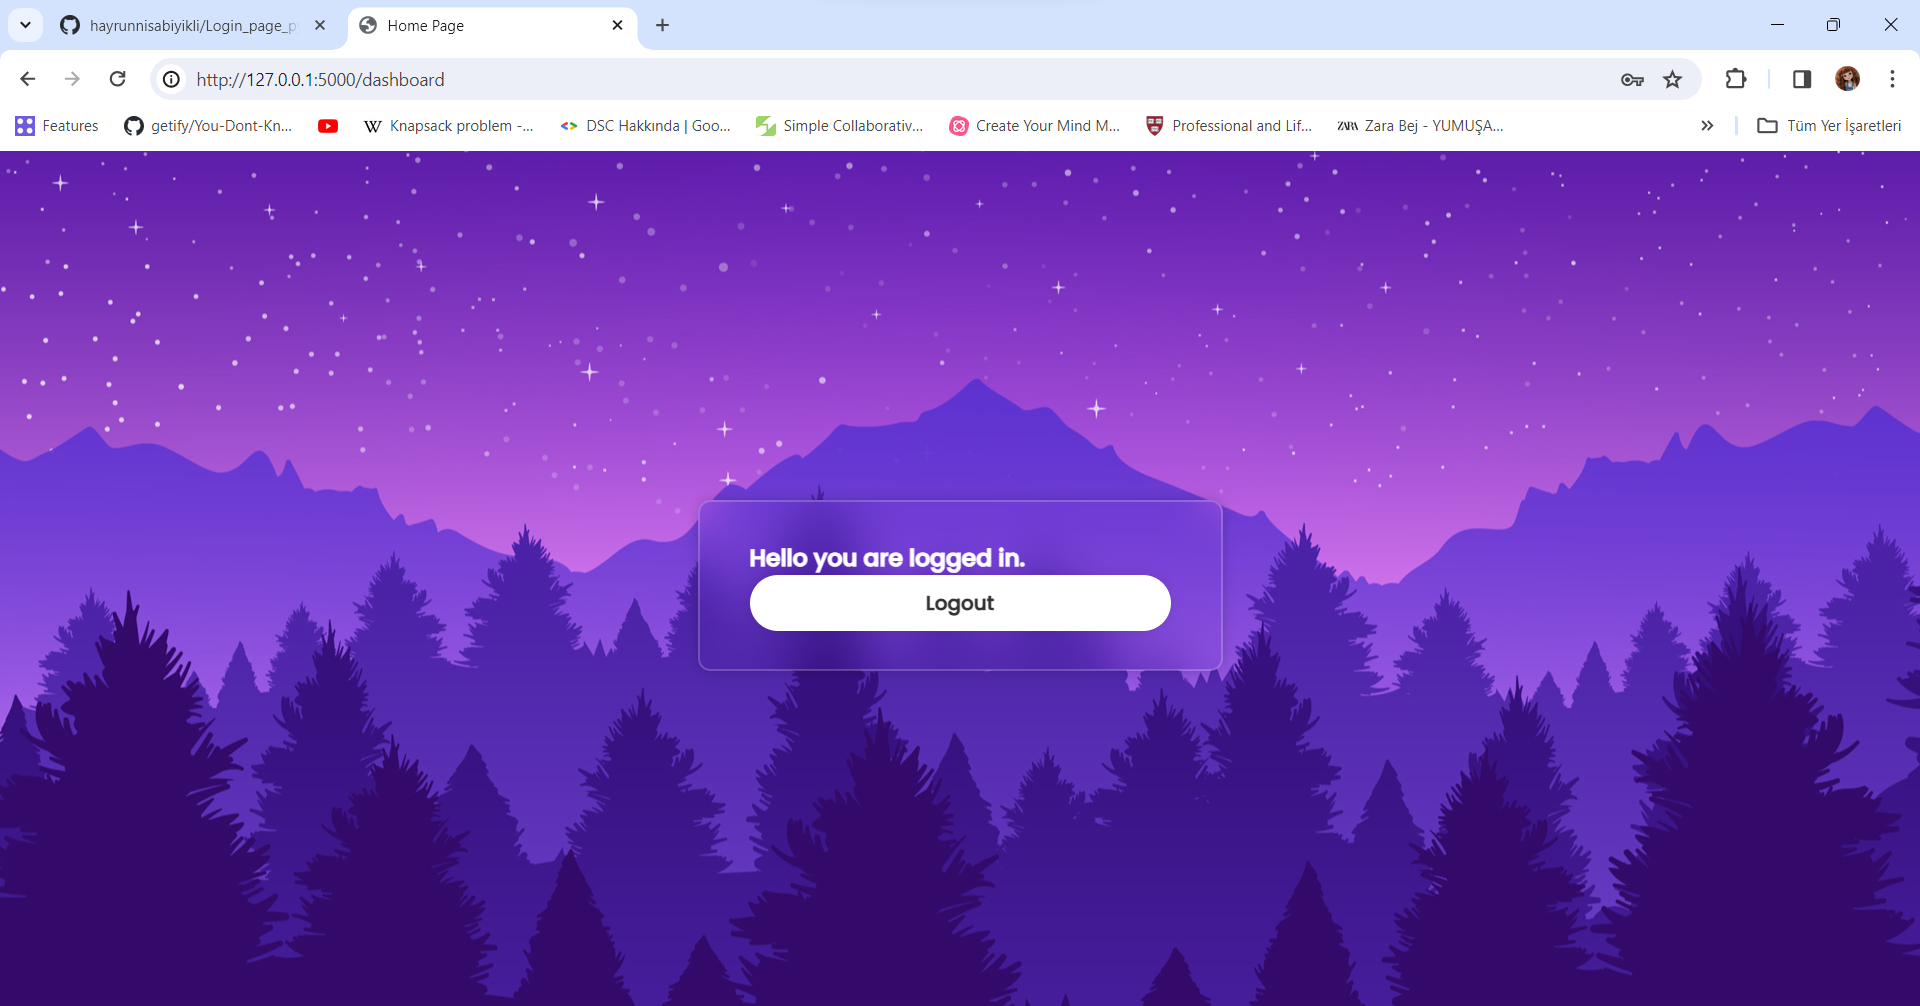 hayrunnisabiyikli/Login_page_p
Home Page
http://127.0.0.1:5000/dashboard
Features
getify/You-Dont-Kn...
Knapsack problem -...
DSC Hakkında | Goo...
Simple Collaborativ...
Create Your Mind M...
Professional and Lif...
ZARA
Zara Bej - YUMUŞA...
Tüm Yer İşaretleri
Hello you are logged in.
Logout